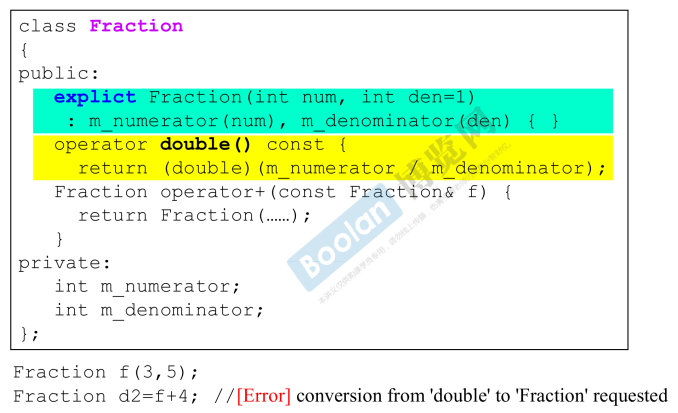 class Fraction
{
public:
   explict Fraction(int num, int den=1)
    : m_numerator(num), m_denominator(den) { }
   operator double() const {
     return (double)(m_numerator / m_denominator);
   Fraction operator+(const Fraction& f) {
     return Fraction(……);
   }
private:
   int m_numerator;
   int m_denominator;
};
Boolan 博览网
Fraction f(3,5);
Fraction d2=f+4; //[Error] conversion from 'double' to 'Fraction' requested